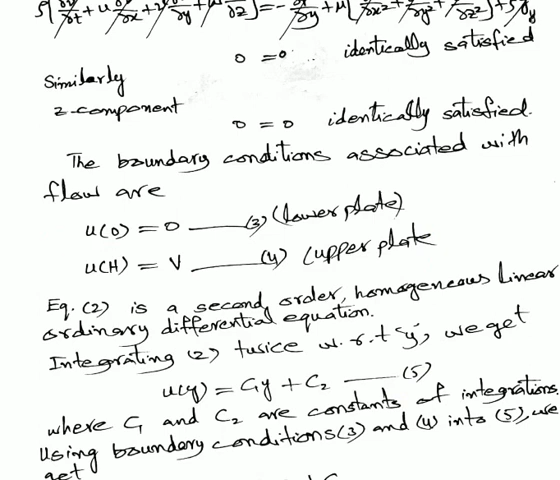 ρ(∂v/∂t + u ∂v/∂x + v ∂v/∂y + w ∂v/∂z) = - ∂p/∂y + μ(∂²v/∂x² + ∂²v/∂y² + ∂²v/∂z²) + ρg_y
0 = 0 identically satisfied
Similarly
z-component
0 = 0 identically satisfied.
The boundary conditions associated with
flow are
u(0) = 0 ——— (3) (lower plate)
u(H) = V ——— (4) (upper plate
Eq. (2) is a second order, homogeneous Linear
ordinary differential equation.
Integrating (2) twice w.r.t "y", we get
u(y) = C₁y + C₂ ——— (5)
where C₁ and C₂ are constants of integrations.
Using boundary conditions (3) and (4) into (5), we
get